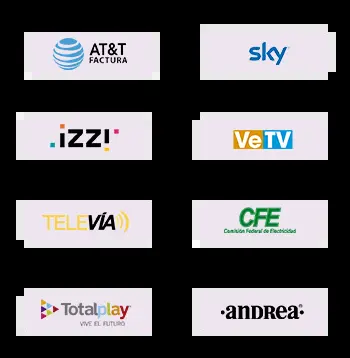 AT&T
FACTURA
sky
izzi
VeTV
TELEVÍA
CFE
Comisión Federal de Electricidad
Totalplay
VIVE EL FUTURO
·andrea®